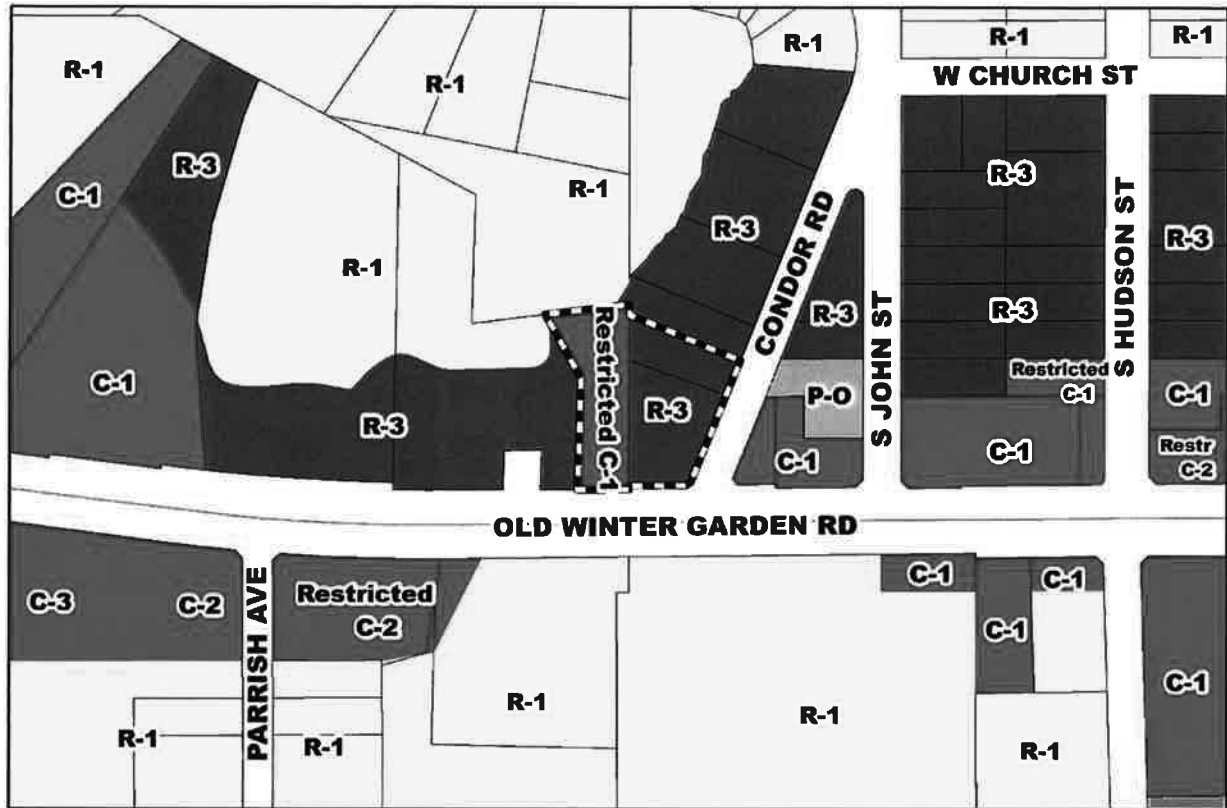 R-1
R-1
R-1
W CHURCH ST
R-1
R-1
R-3
C-1
R-1
R-3
R-3
R-3
R-1
CONDOR RD
S JOHN ST
S HUDSON ST
R-3
R-3
Restricted C-1
C-1
R-3
R-3
P-O
Restricted
C-1
C-1
C-1
C-1
Restr
C-2
OLD WINTER GARDEN RD
C-3
C-2
PARRISH AVE
Restricted
C-2
C-1
C-1
C-1
C-1
R-1
R-1
R-1
R-1
R-1